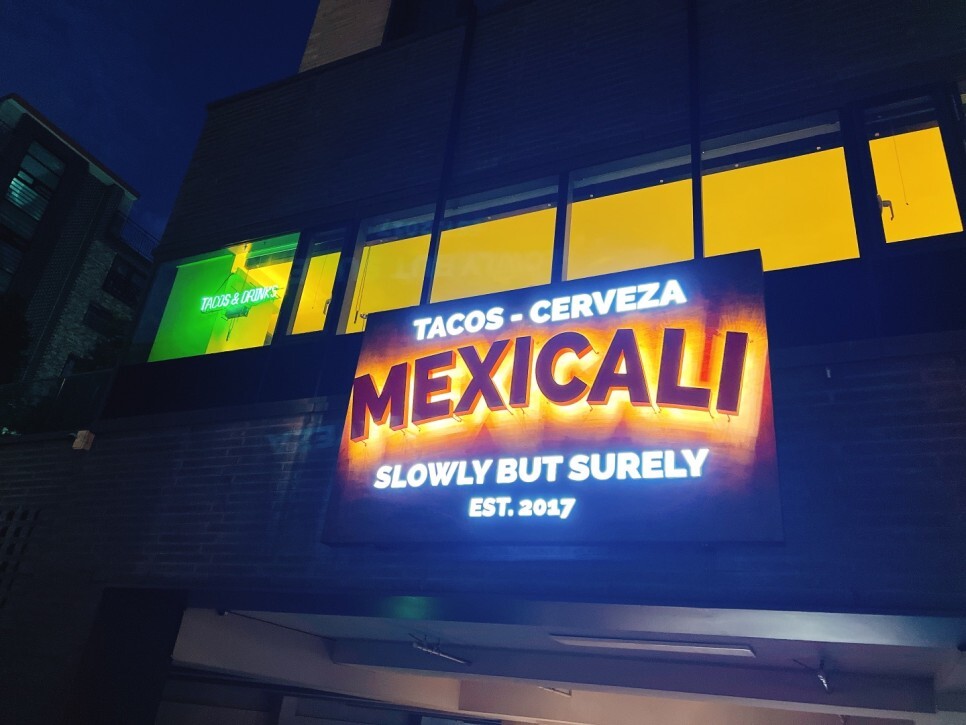 TACOS & DRINKS
TACOS - CERVEZA
MEXICALI
SLOWLY BUT SURELY
EST. 2017